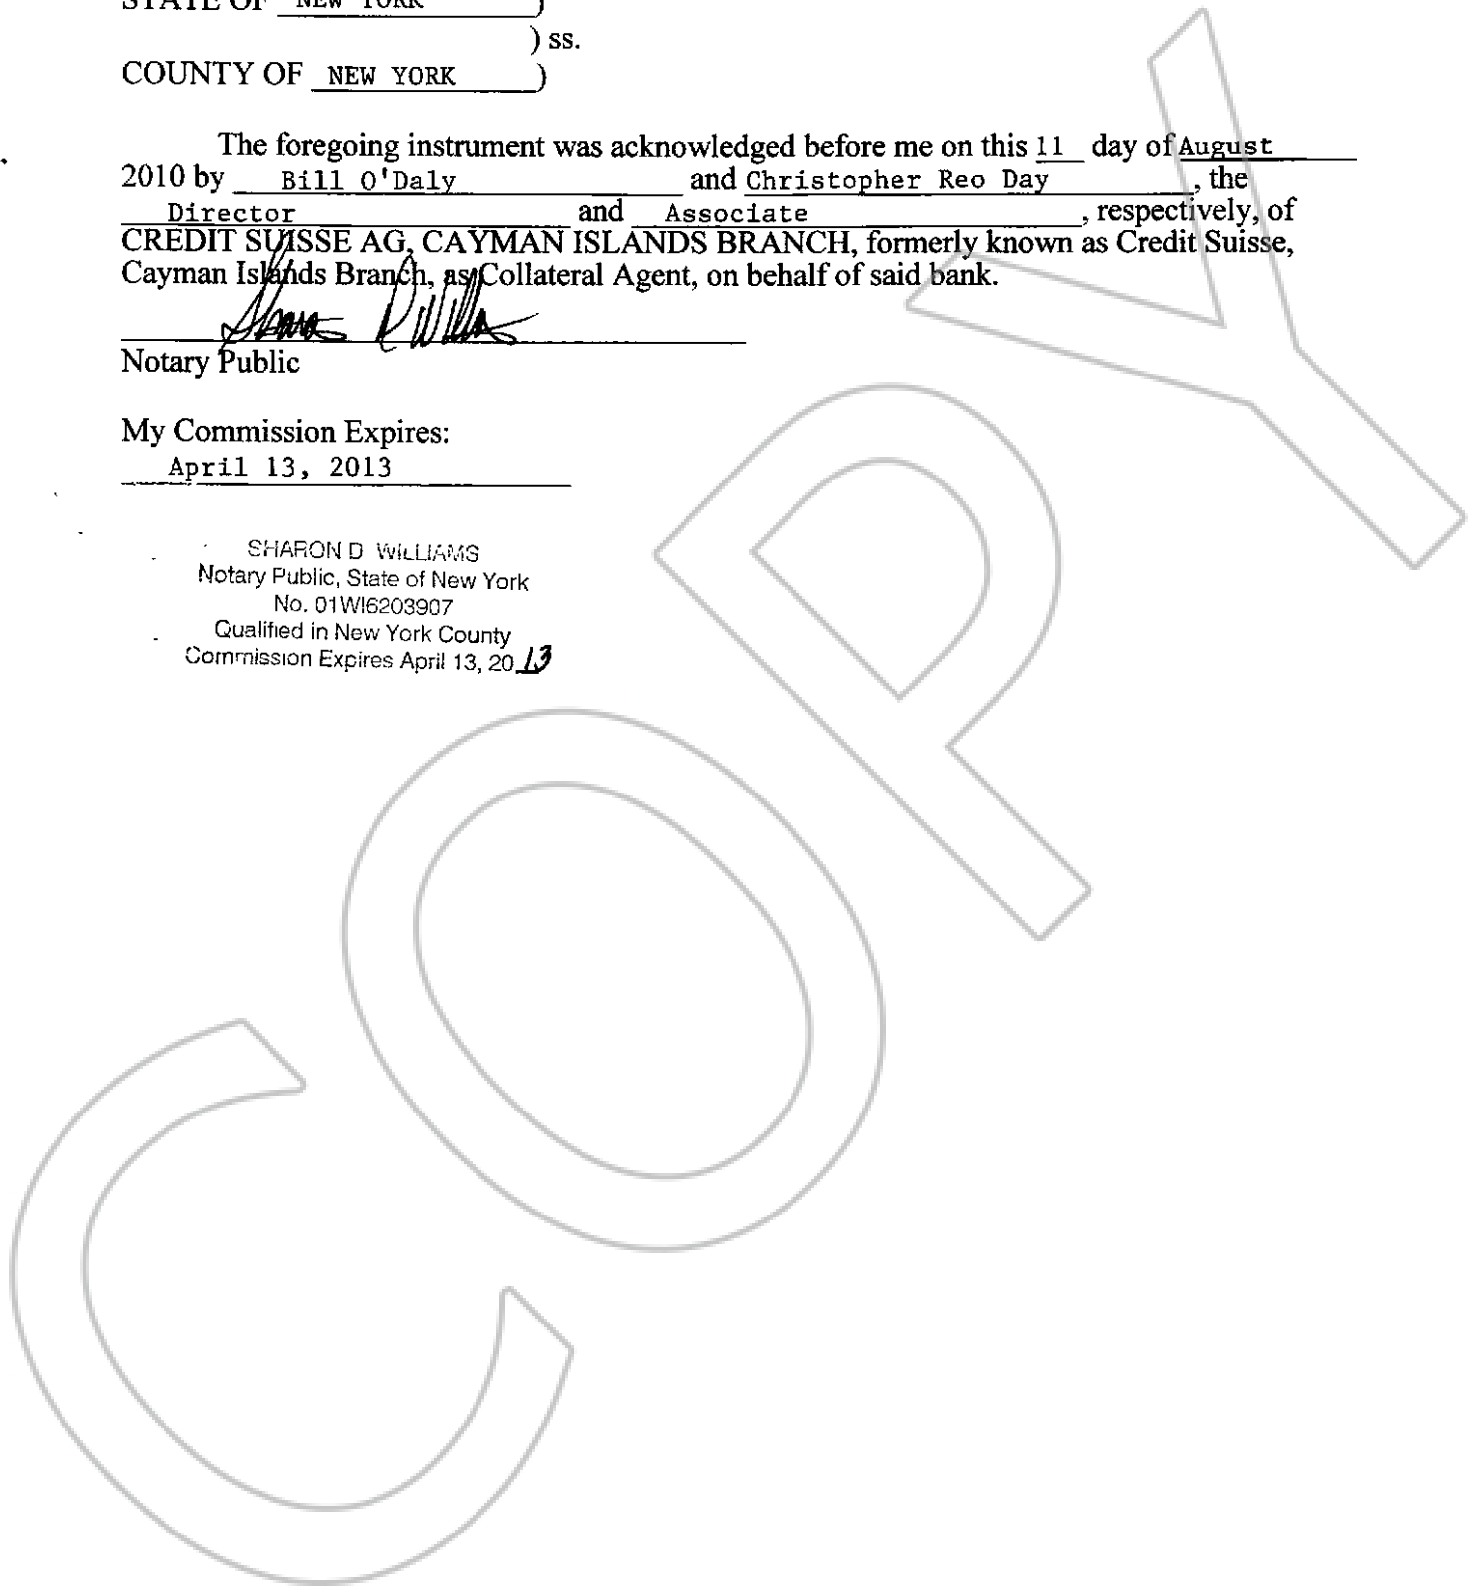 STATE OF NEW YORK )
) ss.
COUNTY OF NEW YORK )
The foregoing instrument was acknowledged before me on this 11 day of August
2010 by Bill O'Daly and Christopher Reo Day, the
Director and Associate, respectively, of
CREDIT SUISSE AG, CAYMAN ISLANDS BRANCH, formerly known as Credit Suisse,
Cayman Islands Branch, as Collateral Agent, on behalf of said bank.
Notary Public
My Commission Expires:
April 13, 2013
SHARON D WILLIAMS
Notary Public, State of New York
No. 01WI6203907
Qualified in New York County
Commission Expires April 13, 20 13
COPY